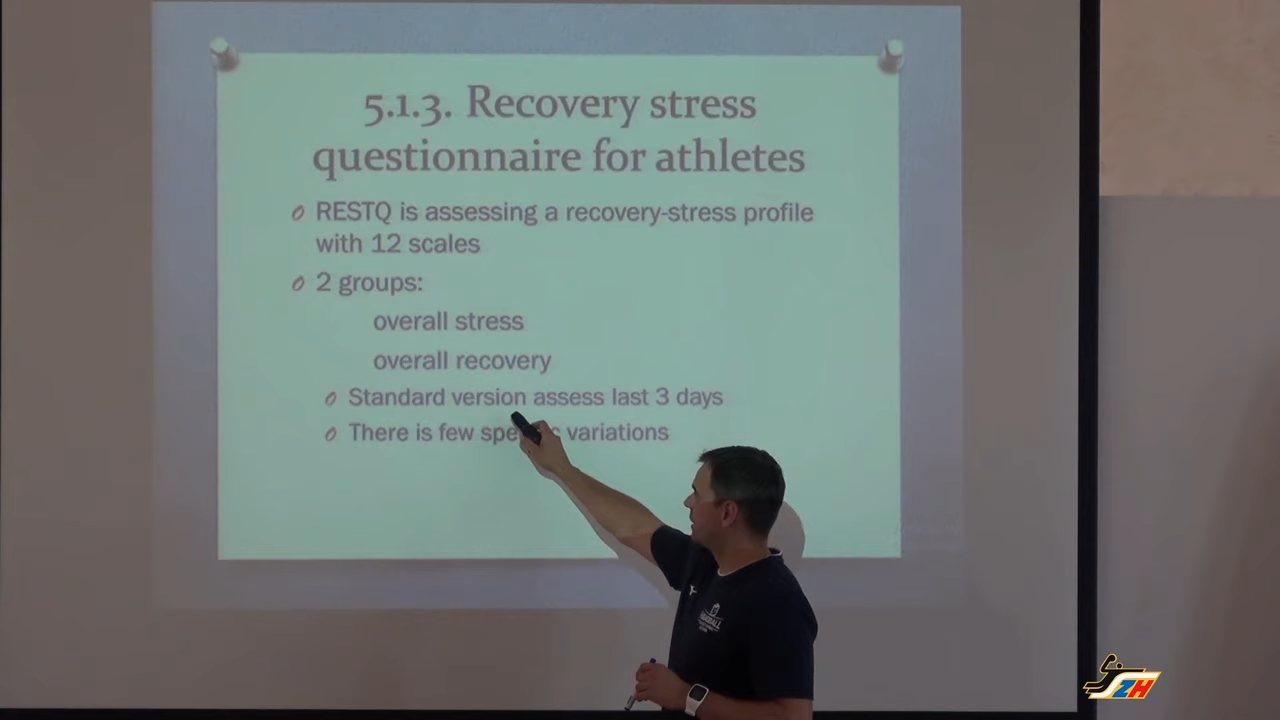 5.1.3. Recovery stress
questionnaire for athletes
RESTQ is assessing a recovery-stress profile
with 12 scales
2 groups:
overall stress
overall recovery
Standard version assess last 3 days
There is few variations
SZH